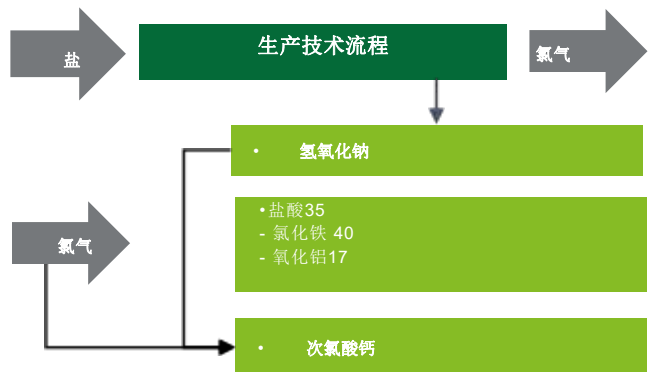 盐
生产技术流程
氯气
• 氢氧化钠
•盐酸35
- 氯化铁 40
- 氧化铝17
氯气
• 次氯酸钙